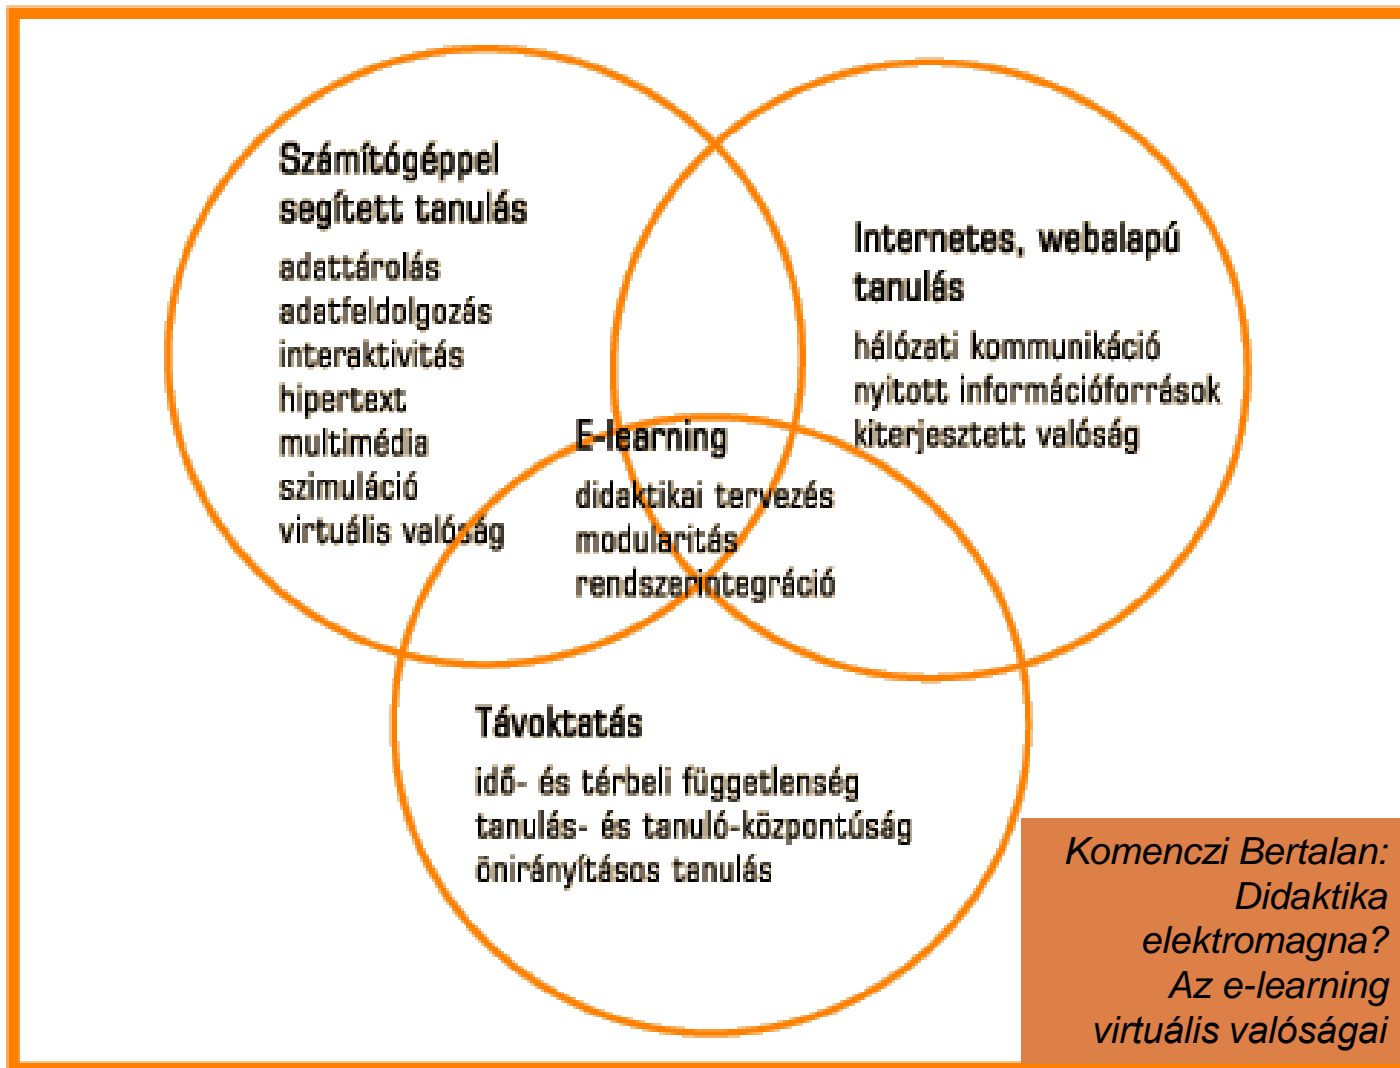 Számítógéppel
segített tanulás
adattárolás
adatfeldolgozás
interaktivitás
hipertext
multimédia
szimuláció
virtuális valóság
Internetes, webalapú
tanulás
hálózati kommunikáció
nyitott információforrások
kiterjesztett valóság
E-learning
didaktikai tervezés
modularitás
rendszerintegráció
Távoktatás
idő- és térbeli függetlenség
tanulás- és tanuló-központúság
önirányításos tanulás
Komenczi Bertalan:
Didaktika
elektromagna?
Az e-learning
virtuális valóságai